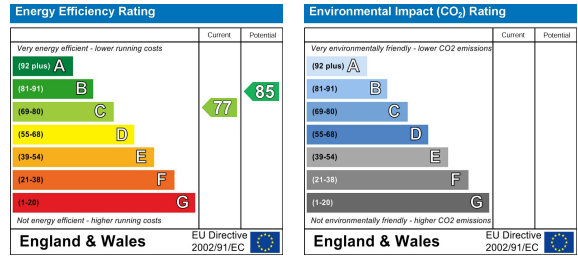 Energy Efficiency Rating
Current Potential
Very energy efficient - lower running costs
(92 plus) A
(81-91) B
(69-80) C
(55-68) D
(39-54) E
(21-38) F
(1-20) G
77
85
Not energy efficient - higher running costs
England & Wales
EU Directive
2002/91/EC
Environmental Impact (CO2) Rating
Current Potential
Very environmentally friendly - lower CO2 emissions
(92 plus) A
(81-91) B
(69-80) C
(55-68) D
(39-54) E
(21-38) F
(1-20) G
Not environmentally friendly - higher CO2 emissions
England & Wales
EU Directive
2002/91/EC